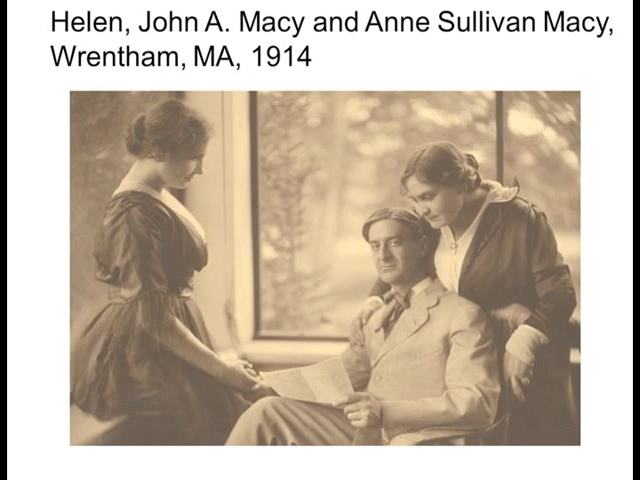 Helen, John A. Macy and Anne Sullivan Macy,
Wrentham, MA, 1914